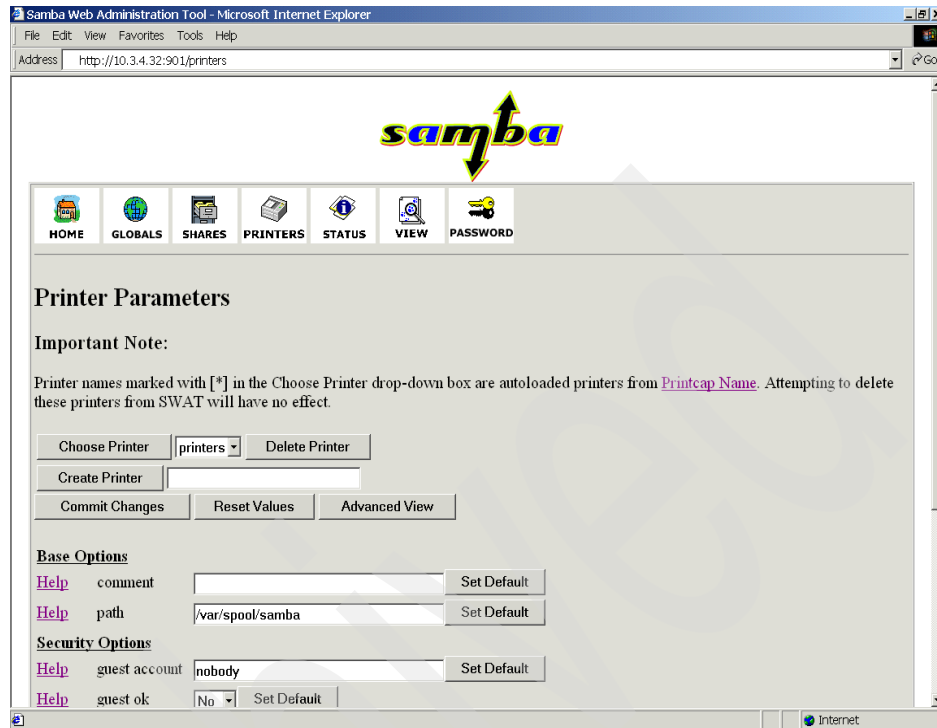 Samba Web Administration Tool - Microsoft Internet Explorer
File Edit View Favorites Tools Help
Address http://10.3.4.32:901/printers Go
samba
HOME GLOBALS SHARES PRINTERS STATUS VIEW PASSWORD
Printer Parameters
Important Note:
Printer names marked with [*] in the Choose Printer drop-down box are autoloaded printers from Printcap Name. Attempting to delete
these printers from SWAT will have no effect.
Choose Printer printers Delete Printer
Create Printer
Commit Changes Reset Values Advanced View
Base Options
Help comment Set Default
Help path /var/spool/samba Set Default
Security Options
Help guest account nobody Set Default
Help guest ok No Set Default
Internet